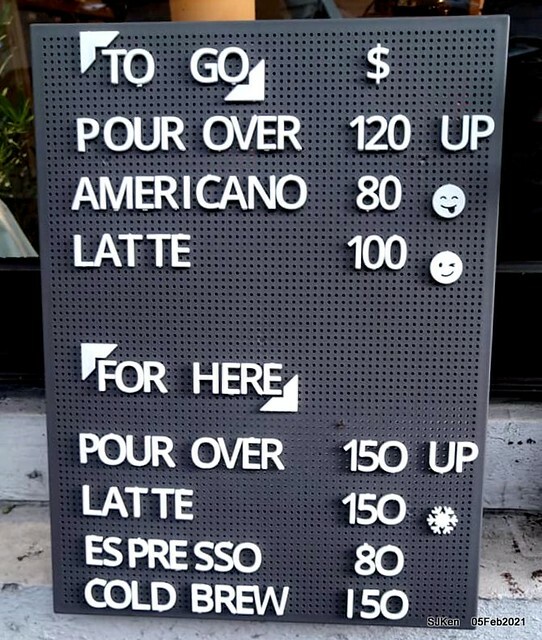 TO GO $
POUR OVER 120 UP
AMERICANO 80
LATTE 100
FOR HERE
POUR OVER 150 UP
LATTE 150
ESPRESSO 80
COLD BREW 150
SJKen 05Feb2021